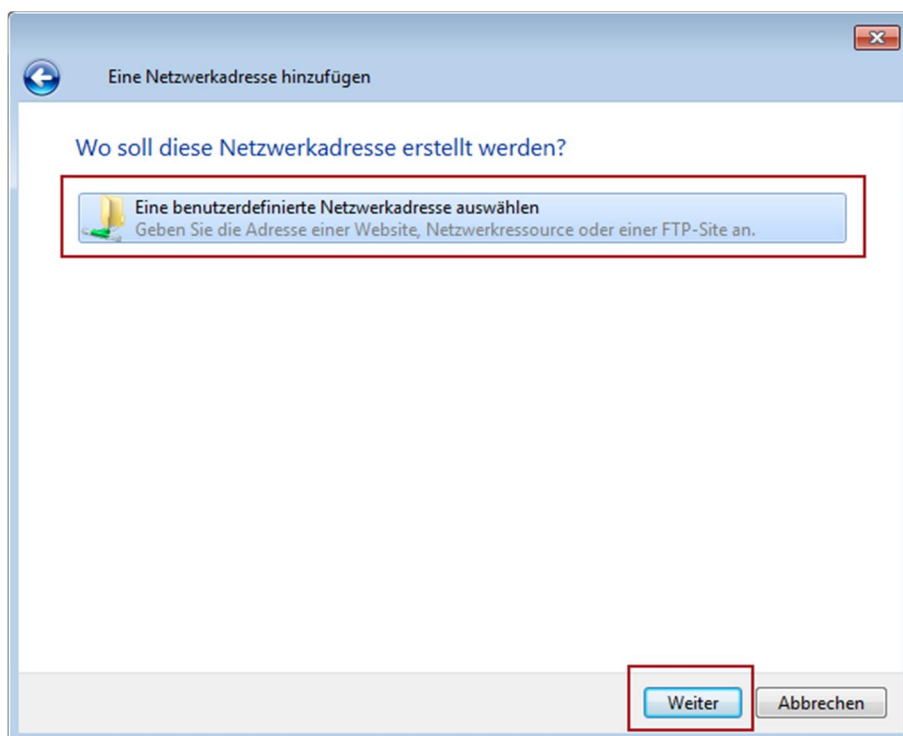 Eine Netzwerkadresse hinzufügen
Wo soll diese Netzwerkadresse erstellt werden?
Eine benutzerdefinierte Netzwerkadresse auswählen
Geben Sie die Adresse einer Website, Netzwerkressource oder einer FTP-Site an.
Weiter Abbrechen